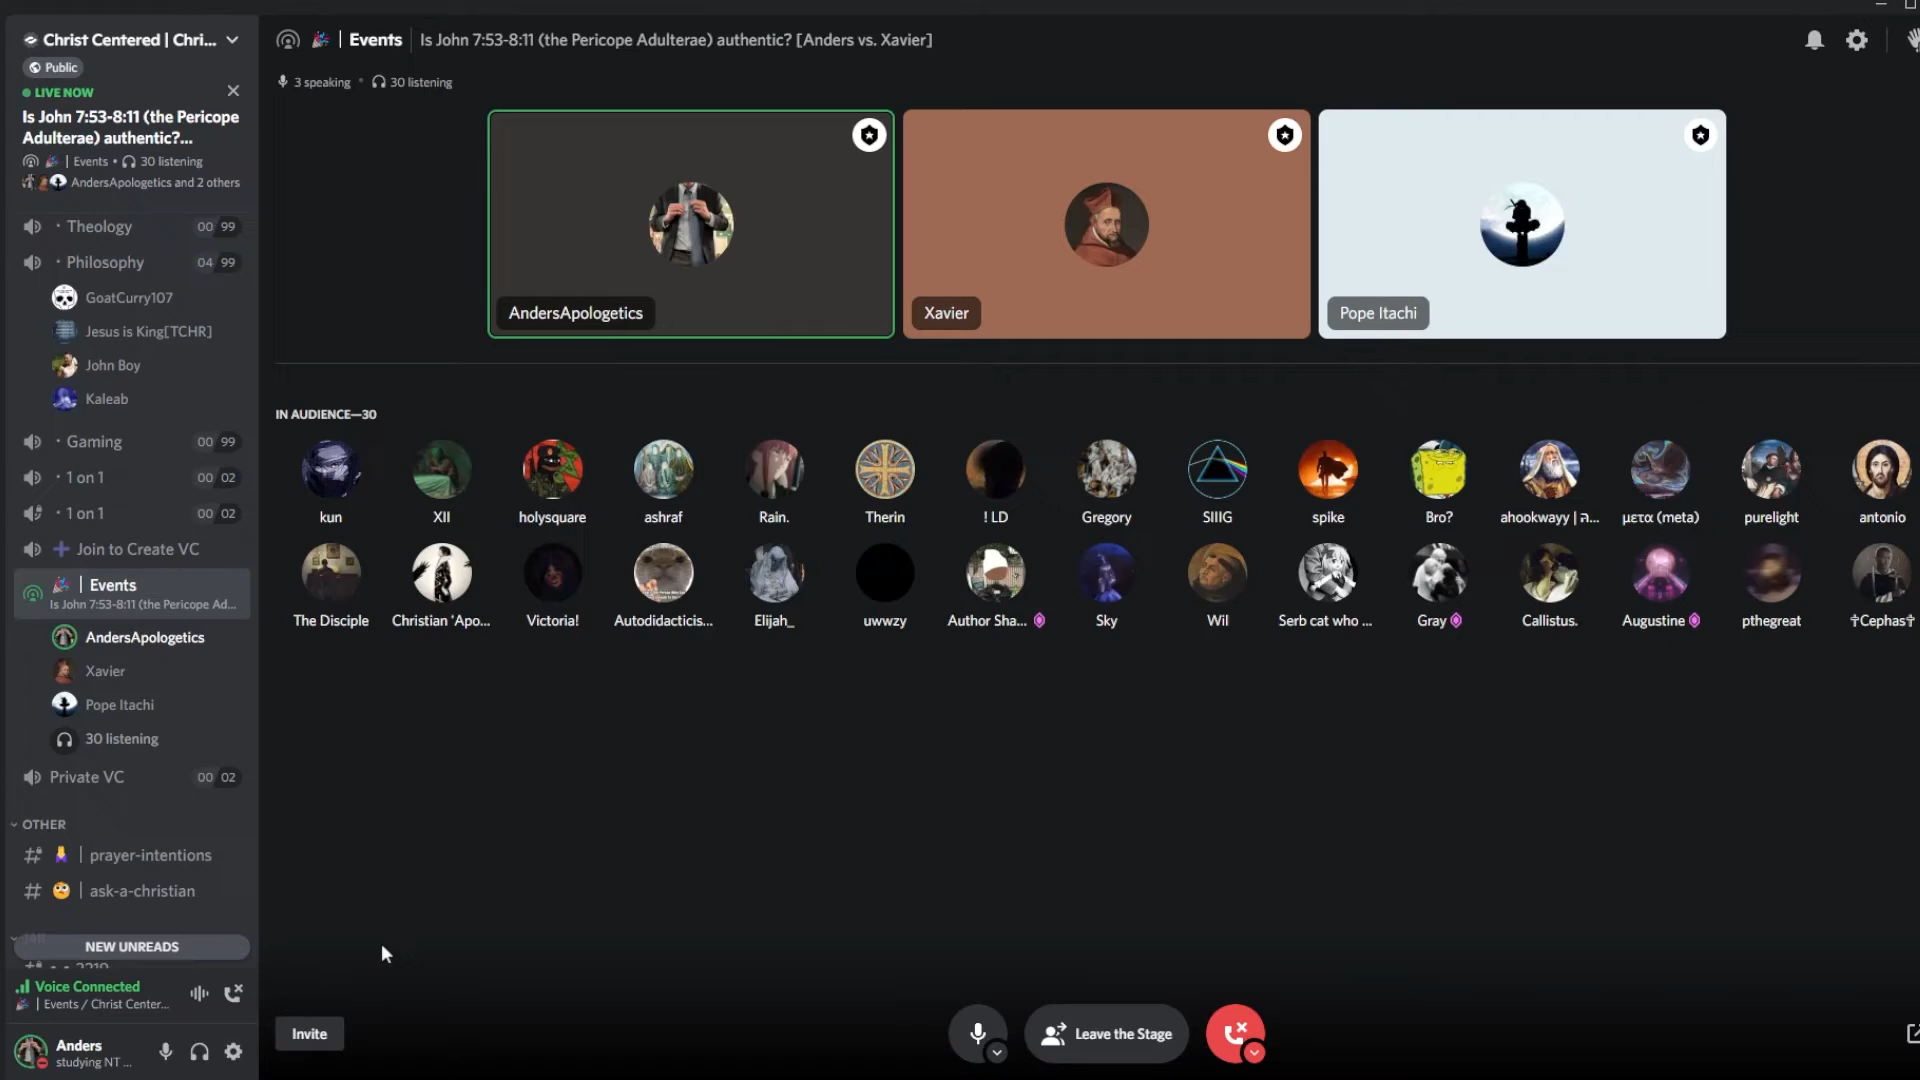 Christ Centered | Chri...
Public
LIVE NOW
Is John 7:53-8:11 (the Pericope
Adulterae) authentic?...
| Events • 30 listening
AndersApologetics and 2 others
· Theology 00 99
· Philosophy 04 99
GoatCurry107
Jesus is King[TCHR]
John Boy
Kaleab
· Gaming 00 99
· 1 on 1 00 02
· 1 on 1 00 02
Join to Create VC
| Events
Is John 7:53-8:11 (the Pericope Ad...
AndersApologetics
Xavier
Pope Itachi
30 listening
Private VC 00 02
OTHER
| prayer-intentions
| ask-a-christian
NEW UNREADS
Voice Connected
| Events / Christ Center...
Anders
studying NT ...
| Events Is John 7:53-8:11 (the Pericope Adulterae) authentic? [Anders vs. Xavier]
3 speaking • 30 listening
AndersApologetics Xavier Pope Itachi
IN AUDIENCE—30
kun XII holysquare ashraf Rain. Therin ! LD Gregory SIIIG spike Bro? ahookwayy | ה... μετα (meta) purelight antonio
The Disciple Christian 'Apo... Victoria! Autodidacticis... Elijah_ uwwzy Author Sha... Sky Wil Serb cat who ... Gray Callistus. Augustine pthegreat ✝Cephas✝
Invite Leave the Stage